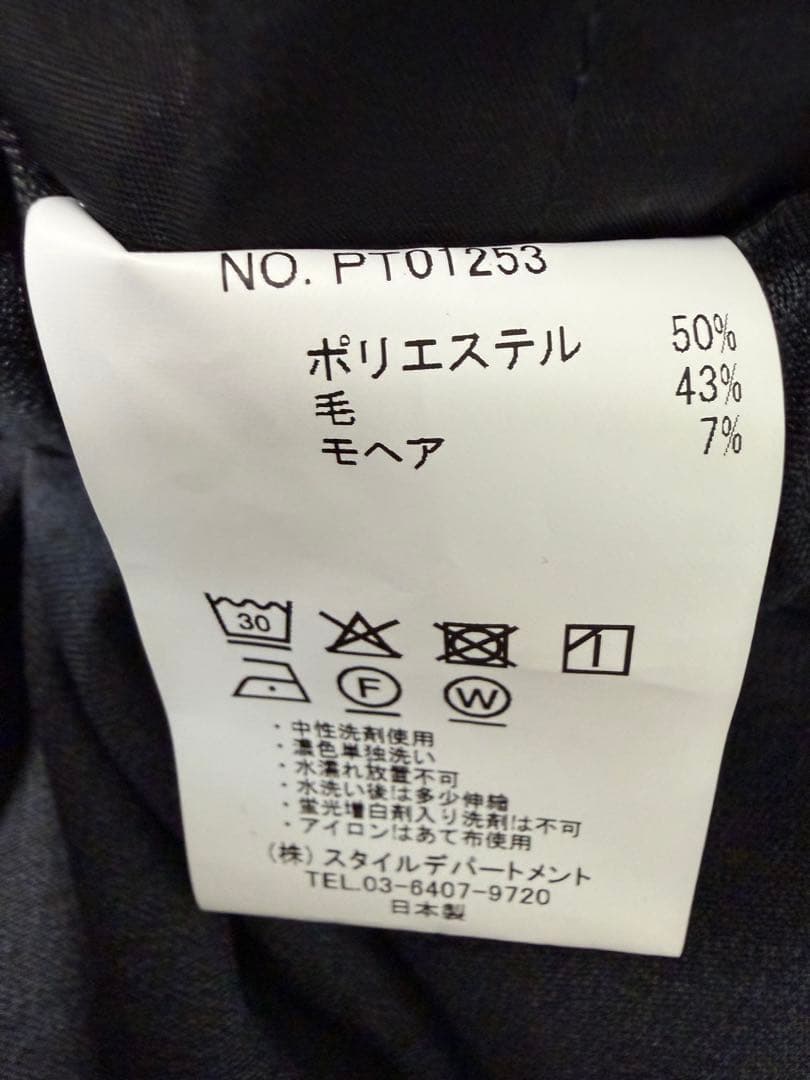 NO. PT01253
ポリエステル 50%
毛 43%
モヘア 7%
30
F W
・中性洗剤使用
・濃色単独洗い
・水濡れ放置不可
・水洗い後は多少伸縮
・蛍光増白剤入り洗剤は不可
・アイロンはあて布使用
(株)スタイルデパートメント
TEL.03-6407-9720
日本製